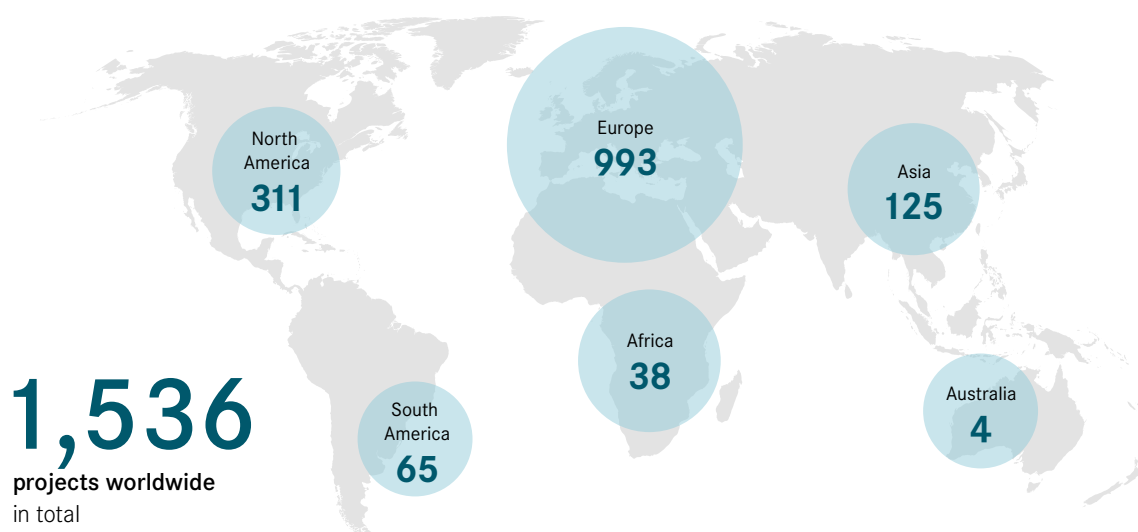 North
America
311
Europe
993
Asia
125
Africa
38
South
America
65
Australia
4
1,536
projects worldwide
in total